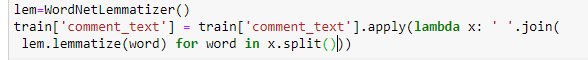 lem=WordNetLemmatizer()
train['comment_text'] = train['comment_text'].apply(lambda x: ' '.join(
lem.lemmatize(word) for word in x.split()))